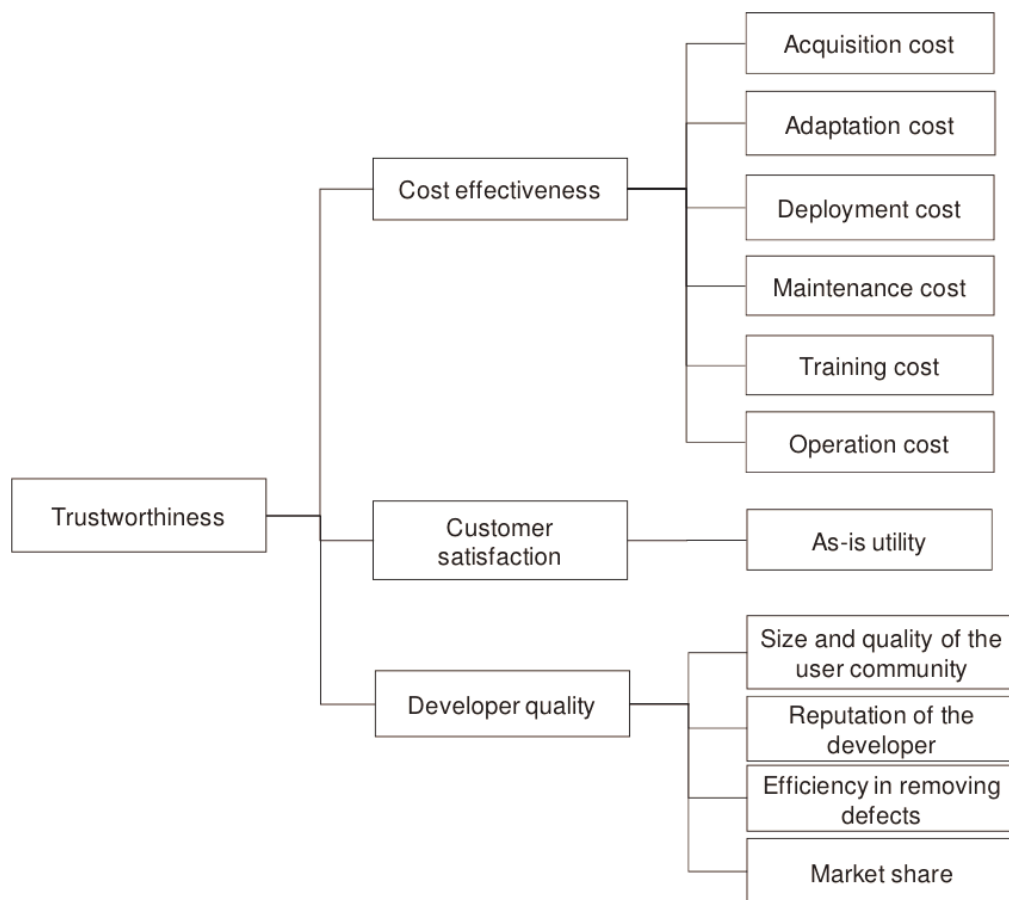 Acquisition cost
Adaptation cost
Cost effectiveness
Deployment cost
Maintenance cost
Training cost
Operation cost
Trustworthiness
Customer
satisfaction
As-is utility
Developer quality
Size and quality of the
user community
Reputation of the
developer
Efficiency in removing
defects
Market share